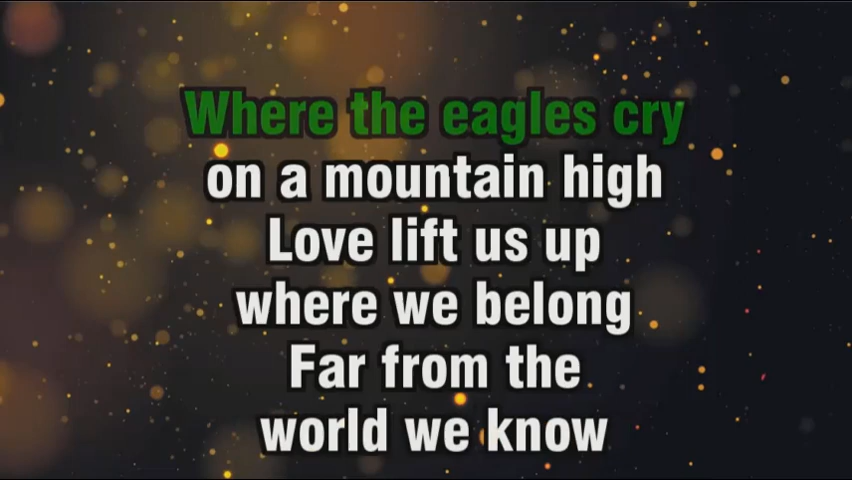 Where the eagles cry
on a mountain high
Love lift us up
where we belong
Far from the
world we know